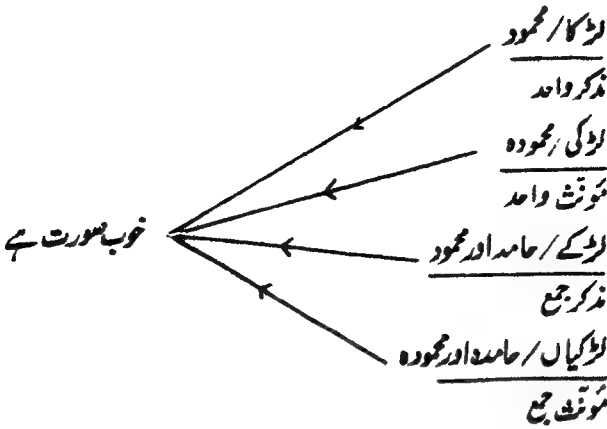 لڑکا/محمود
مذکر واحد
لڑکی/محمودہ
مؤنث واحد
خوب صورت ہے
لڑکے/حامد اور محمود
مذکر جمع
لڑکیاں/حامدہ اور محمودہ
مؤنث جمع